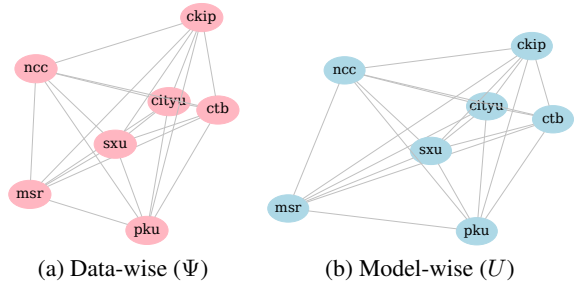 ckip
ncc
cityu
ctb
sxu
msr
pku
(a) Data-wise (Ψ)
ckip
ncc
cityu
ctb
sxu
msr
pku
(b) Model-wise (U)